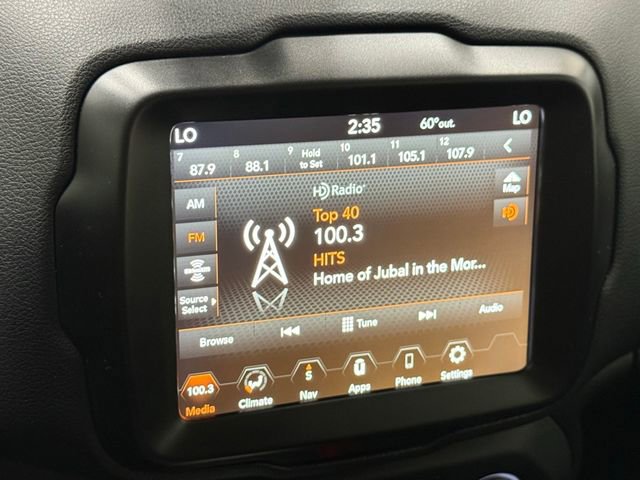 LO 2:35 60°out. LO
7 87.9 8 88.1 9 Hold to Set 10 101.1 11 105.1 12 107.9
HD Radio
Map
AM
Top 40
HD
FM
100.3
HITS
Home of Jubal in the Mor...
Source
Select
Browse Tune Audio
100.3 S
Media Climate Nav Apps Phone Settings